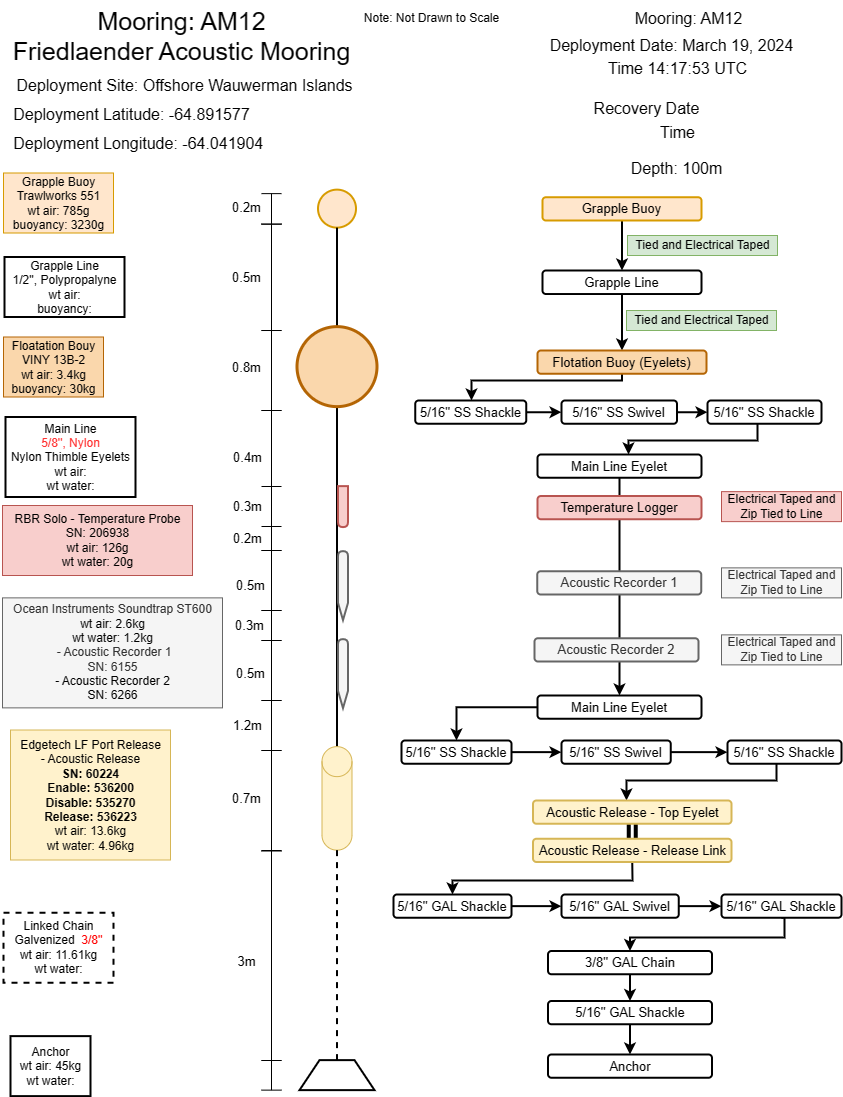 Mooring: AM12
Friedlaender Acoustic Mooring
Note: Not Drawn to Scale
Deployment Site: Offshore Wauwerman Islands
Deployment Latitude: -64.891577
Deployment Longitude: -64.041904
Mooring: AM12
Deployment Date: March 19, 2024
Time 14:17:53 UTC
Recovery Date
Time
Depth: 100m
Grapple Buoy
Trawlworks 551
wt air: 785g
buoyancy: 3230g
Grapple Line
1/2", Polypropalyne
wt air:
buoyancy:
Floatation Bouy
VINY 13B-2
wt air: 3.4kg
buoyancy: 30kg
Main Line
5/8", Nylon
Nylon Thimble Eyelets
wt air:
wt water:
RBR Solo - Temperature Probe
SN: 206938
wt air: 126g
wt water: 20g
Ocean Instruments Soundtrap ST600
wt air: 2.6kg
wt water: 1.2kg
- Acoustic Recorder 1
SN: 6155
- Acoustic Recorder 2
SN: 6266
Edgetech LF Port Release
- Acoustic Release
SN: 60224
Enable: 536200
Disable: 535270
Release: 536223
wt air: 13.6kg
wt water: 4.96kg
Linked Chain
Galvenized 3/8"
wt air: 11.61kg
wt water:
Anchor
wt air: 45kg
wt water:
0.2m
0.5m
0.8m
0.4m
0.3m
0.2m
0.5m
0.3m
0.5m
1.2m
0.7m
3m
Grapple Buoy
Tied and Electrical Taped
Grapple Line
Tied and Electrical Taped
Flotation Buoy (Eyelets)
5/16" SS Shackle
5/16" SS Swivel
5/16" SS Shackle
Main Line Eyelet
Temperature Logger
Electrical Taped and
Zip Tied to Line
Acoustic Recorder 1
Electrical Taped and
Zip Tied to Line
Acoustic Recorder 2
Electrical Taped and
Zip Tied to Line
Main Line Eyelet
5/16" SS Shackle
5/16" SS Swivel
5/16" SS Shackle
Acoustic Release - Top Eyelet
Acoustic Release - Release Link
5/16" GAL Shackle
5/16" GAL Swivel
5/16" GAL Shackle
3/8" GAL Chain
5/16" GAL Shackle
Anchor